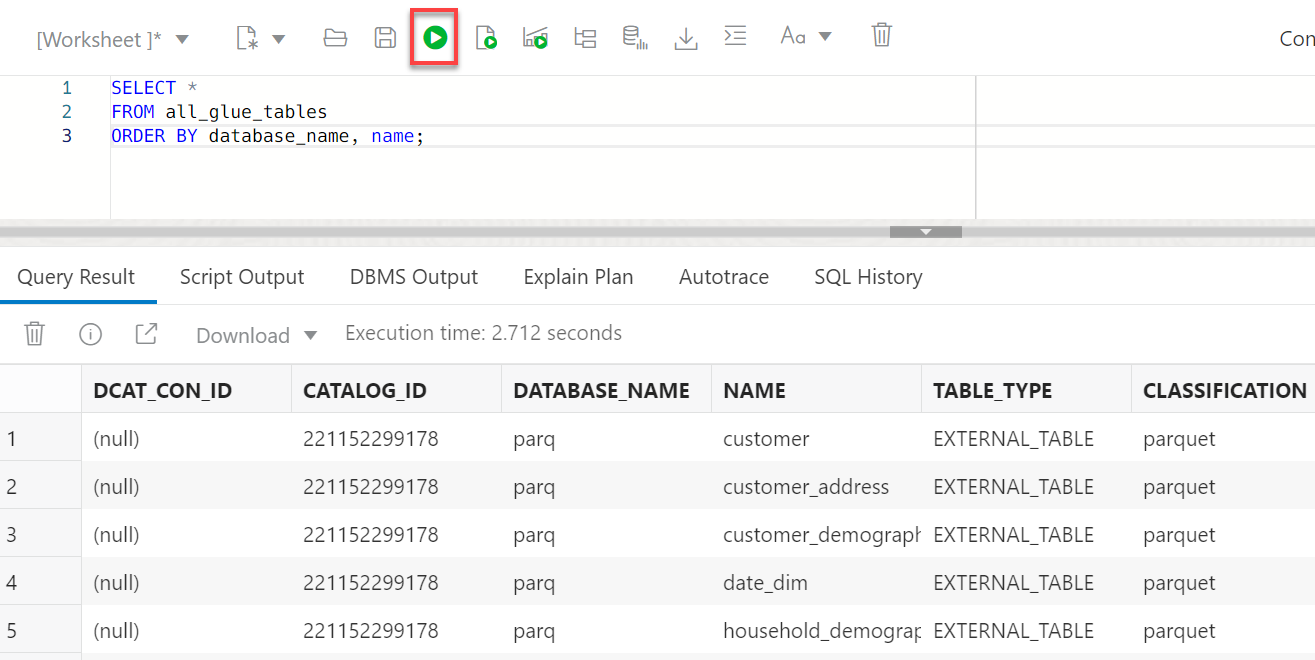 [Worksheet ]* Aa Con
1 SELECT *
2 FROM all_glue_tables
3 ORDER BY database_name, name;
Query Result Script Output DBMS Output Explain Plan Autotrace SQL History
Download Execution time: 2.712 seconds
DCAT_CON_ID CATALOG_ID DATABASE_NAME NAME TABLE_TYPE CLASSIFICATION
1 (null) 221152299178 parq customer EXTERNAL_TABLE parquet
2 (null) 221152299178 parq customer_address EXTERNAL_TABLE parquet
3 (null) 221152299178 parq customer_demograph EXTERNAL_TABLE parquet
4 (null) 221152299178 parq date_dim EXTERNAL_TABLE parquet
5 (null) 221152299178 parq household_demograp EXTERNAL_TABLE parquet